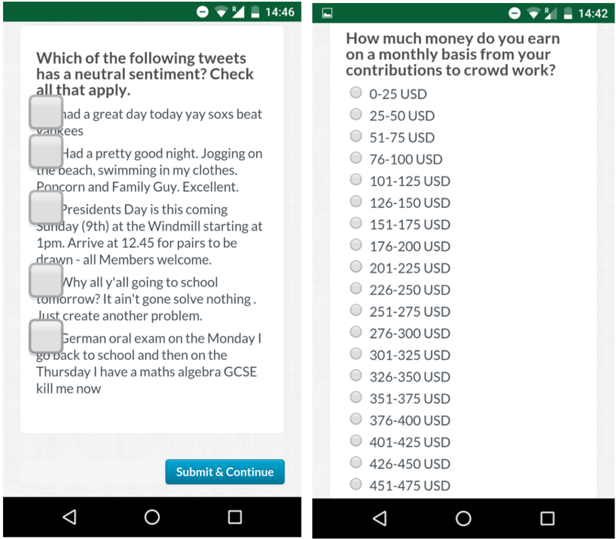 14:46
Which of the following tweets
has a neutral sentiment? Check
all that apply.
had a great day today yay soxs beat
yankees
Had a pretty good night. Jogging on
the beach, swimming in my clothes.
Popcorn and Family Guy. Excellent.
Presidents Day is this coming
Sunday (9th) at the Windmill starting at
1pm. Arrive at 12.45 for pairs to be
drawn - all Members welcome.
Why all y'all going to school
tomorrow? It ain't gone solve nothing .
Just create another problem.
German oral exam on the Monday I
go back to school and then on the
Thursday I have a maths algebra GCSE
kill me now
Submit & Continue
14:42
How much money do you earn
on a monthly basis from your
contributions to crowd work?
0-25 USD
25-50 USD
51-75 USD
76-100 USD
101-125 USD
126-150 USD
151-175 USD
176-200 USD
201-225 USD
226-250 USD
251-275 USD
276-300 USD
301-325 USD
326-350 USD
351-375 USD
376-400 USD
401-425 USD
426-450 USD
451-475 USD